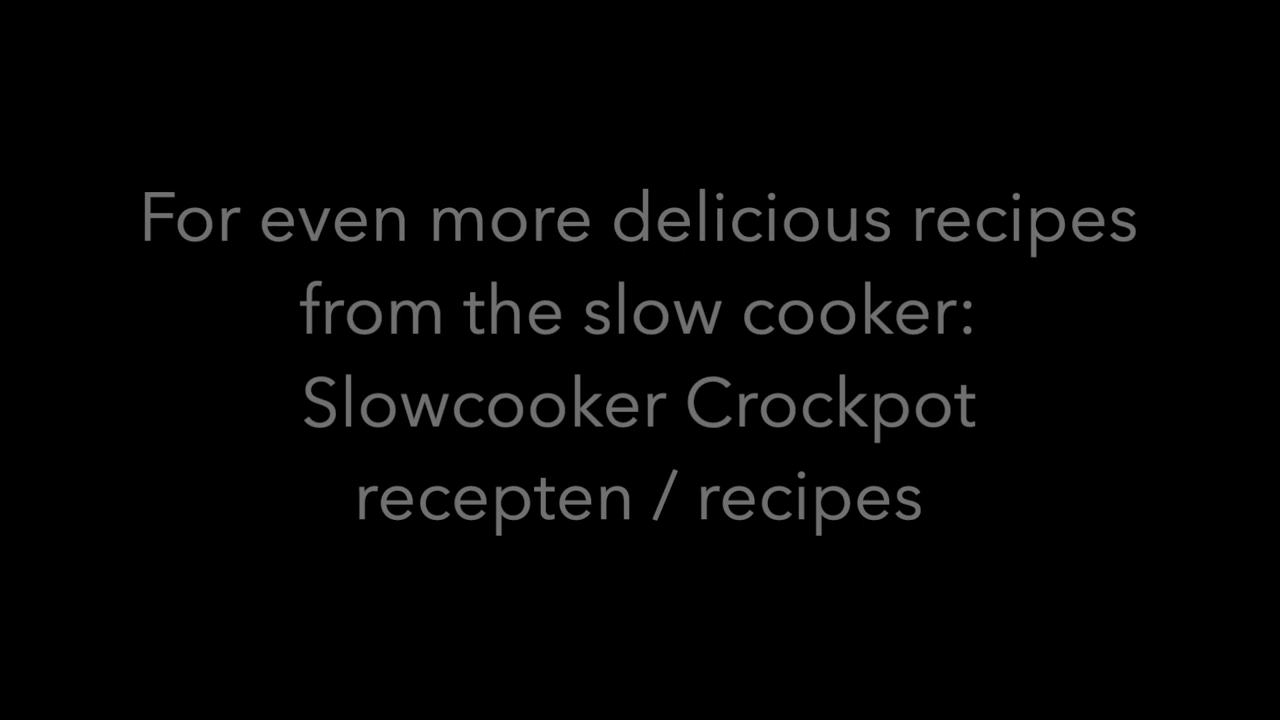 For even more delicious recipes
from the slow cooker:
Slowcooker Crockpot
recepten / recipes